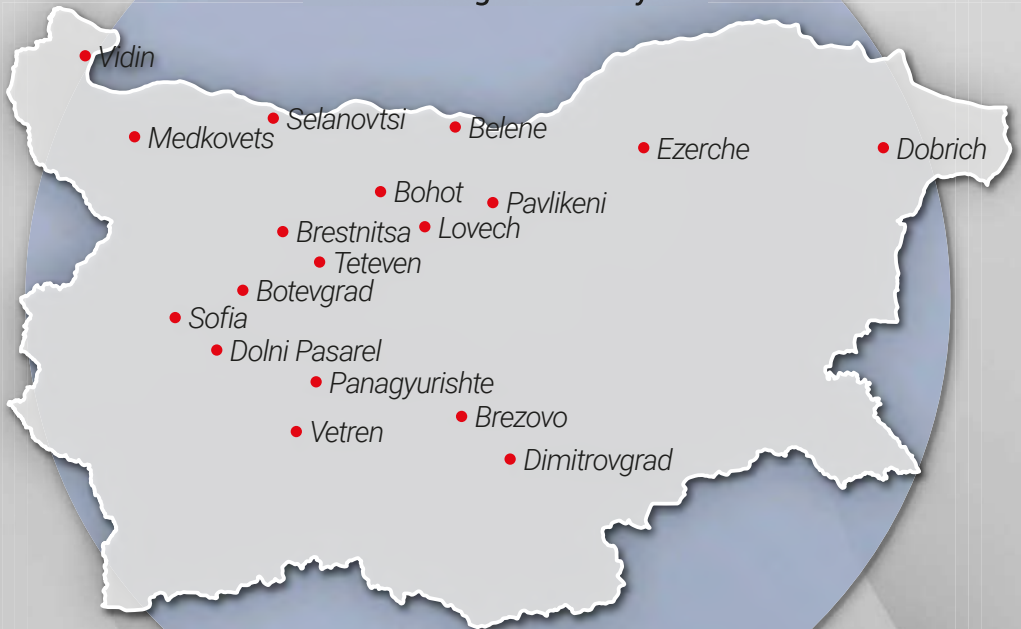 Vidin
Selanovtsi
Belene
Medkovets
Ezerche
Dobrich
Bohot
Pavlikeni
Brestnitsa
Lovech
Teteven
Botevgrad
Sofia
Dolni Pasarel
Panagyurishte
Brezovo
Vetren
Dimitrovgrad